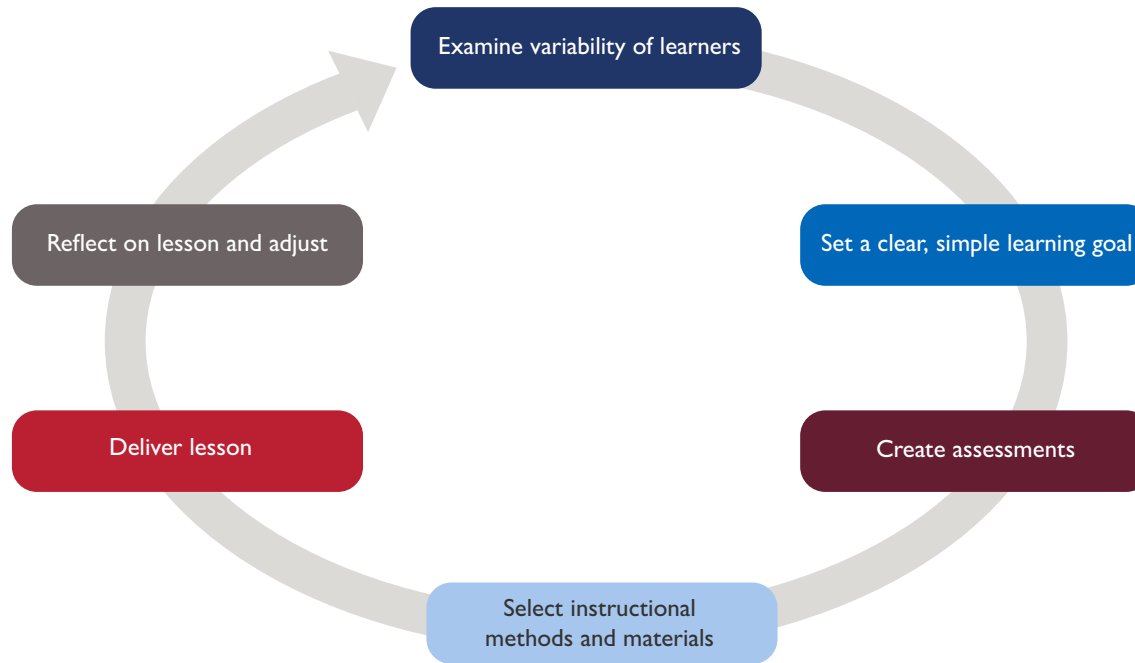 Examine variability of learners
Set a clear, simple learning goal
Create assessments
Select instructional
methods and materials
Deliver lesson
Reflect on lesson and adjust